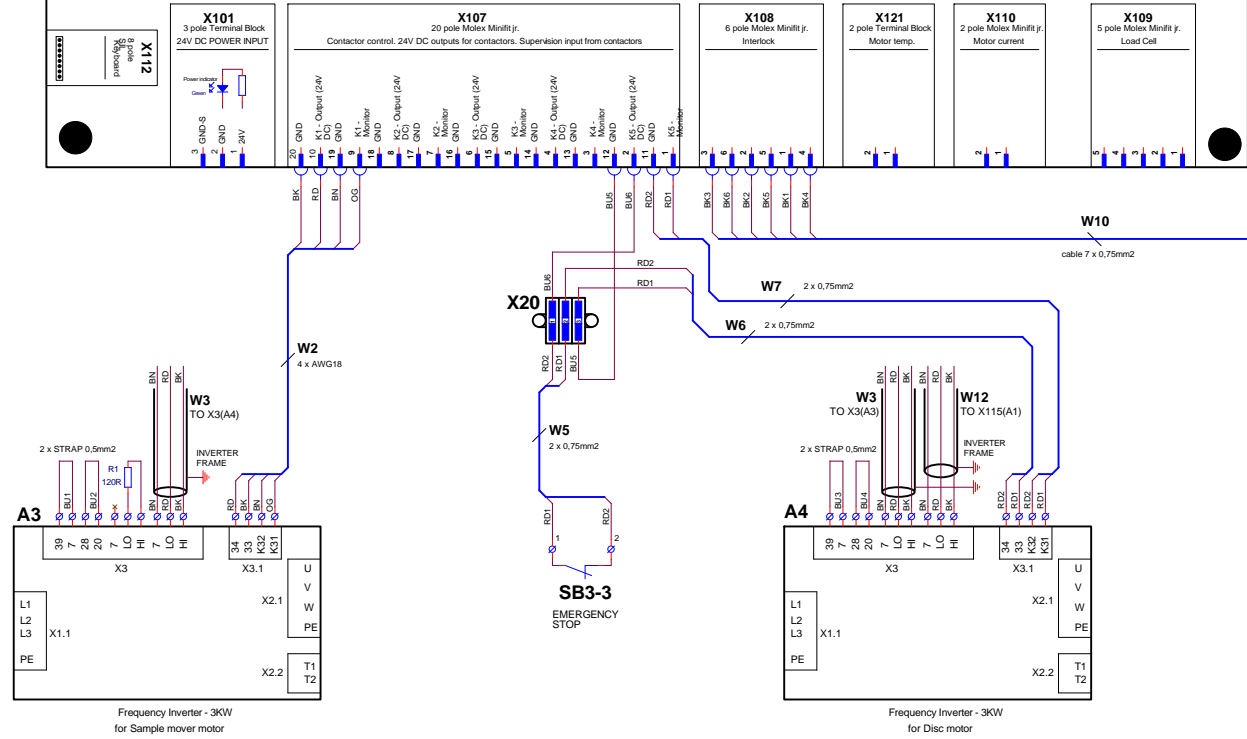 X112
8 pole
SIL
Keyboard
X101
3 pole Terminal Block
24V DC POWER INPUT
Power indicator
Green
GND-S
GND
24V
3
2
1
X107
20 pole Molex Minifit jr.
Contactor control. 24V DC outputs for contactors. Supervision input from contactors
GND
K1 - Output (24V DC)
GND
K1 - Monitor
GND
K2 - Output (24V DC)
GND
K2 - Monitor
GND
K3 - Output (24V DC)
GND
K3 - Monitor
GND
K4 - Output (24V DC)
GND
K4 - Monitor
GND
K5 - Output (24V DC)
GND
K5 - Monitor
20
10
19
9
18
8
17
7
16
6
15
5
14
4
13
3
12
2
11
1
X108
6 pole Molex Minifit jr.
Interlock
3
6
2
5
1
4
X121
2 pole Terminal Block
Motor temp.
2
1
X110
2 pole Molex Minifit jr.
Motor current
2
1
X109
5 pole Molex Minifit jr.
Load Cell
5
4
3
2
1
BK
RD
BN
OG
BU5
BU6
RD2
RD1
BK3
BK6
BK2
BK5
BK1
BK4
W10
cable 7 x 0,75mm2
RD2
RD1
BU6
W7
2 x 0,75mm2
X20
W6
2 x 0,75mm2
RD2
RD1
BU5
W2
4 x AWG18
W5
2 x 0,75mm2
BN
RD
BK
W3
TO X3(A4)
2 x STRAP 0,5mm2
INVERTER
FRAME
R1
120R
BU1
BU2
BN
RD
BK
RD
BK
BN
OG
A3
39
7
28
20
7
LO
HI
7
LO
HI
34
33
K32
K31
X3
X3.1
L1
L2
L3
PE
X1.1
X2.1
U
V
W
PE
X2.2
T1
T2
Frequency Inverter - 3KW
for Sample mover motor
RD1
RD2
1
2
SB3-3
EMERGENCY
STOP
BN
RD
BK
BN
RD
BK
W3
TO X3(A3)
W12
TO X115(A1)
2 x STRAP 0,5mm2
INVERTER
FRAME
BU3
BU4
BN
RD
BK
BN
RD
BK
RD2
RD1
RD2
RD1
A4
39
7
28
20
7
LO
HI
7
LO
HI
34
33
K32
K31
X3
X3.1
L1
L2
L3
PE
X1.1
X2.1
U
V
W
PE
X2.2
T1
T2
Frequency Inverter - 3KW
for Disc motor